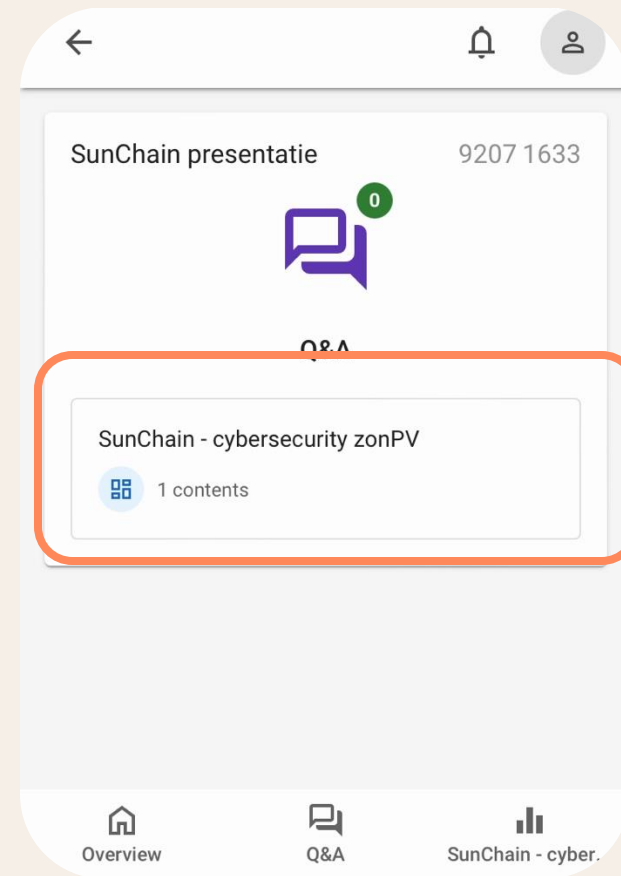 SunChain presentatie 9207 1633
0
Q&A
SunChain - cybersecurity zonPV
1 contents
Overview Q&A SunChain - cyber.